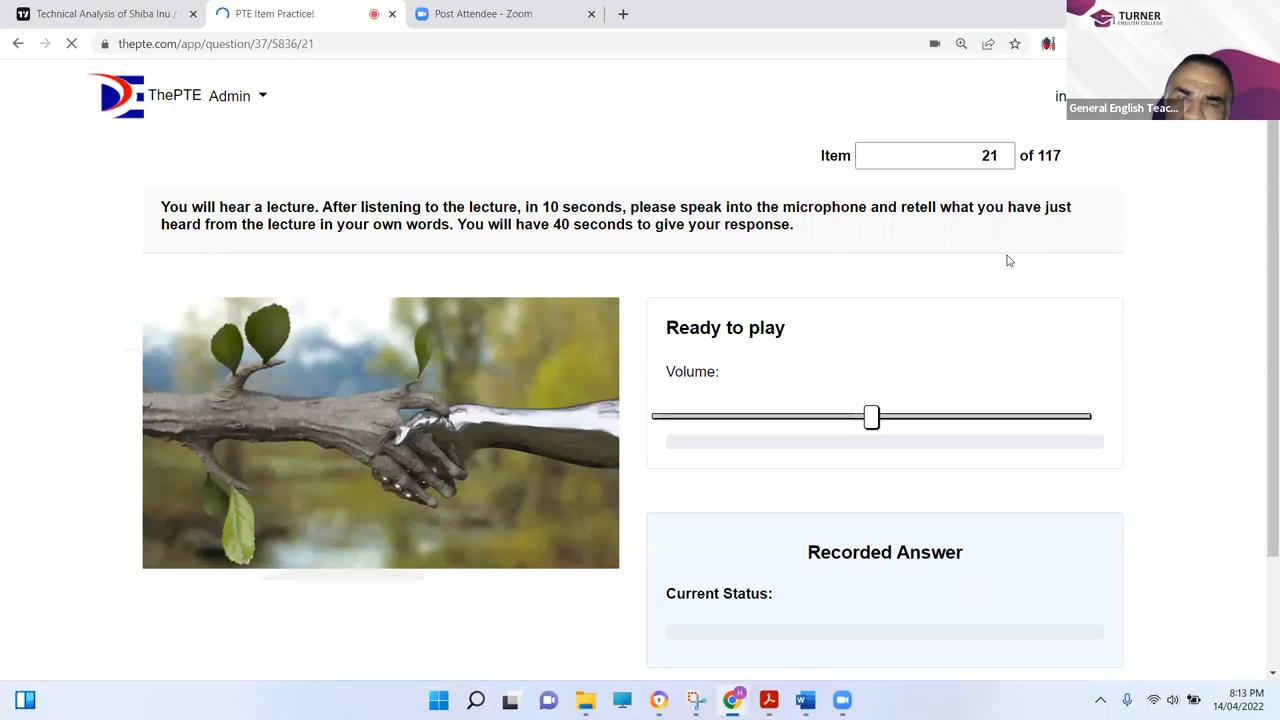 Technical Analysis of Shiba Inu /
PTE Item Practice!
Post Attendee - Zoom
thepte.com/app/question/37/5836/21
TURNER
ENGLISH COLLEGE
General English Teac...
ThePTE Admin
in
Item 21 of 117
You will hear a lecture. After listening to the lecture, in 10 seconds, please speak into the microphone and retell what you have just
heard from the lecture in your own words. You will have 40 seconds to give your response.
Ready to play
Volume:
Recorded Answer
Current Status:
8:13 PM
14/04/2022